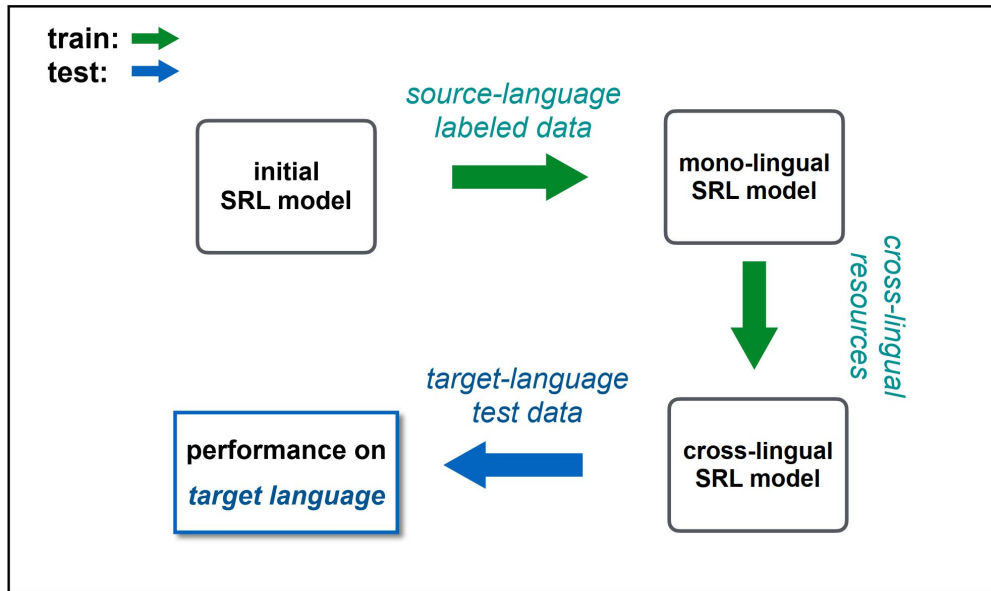 train:
test:
source-language
labeled data
initial
SRL model
mono-lingual
SRL model
cross-lingual
resources
target-language
test data
performance on
target language
cross-lingual
SRL model